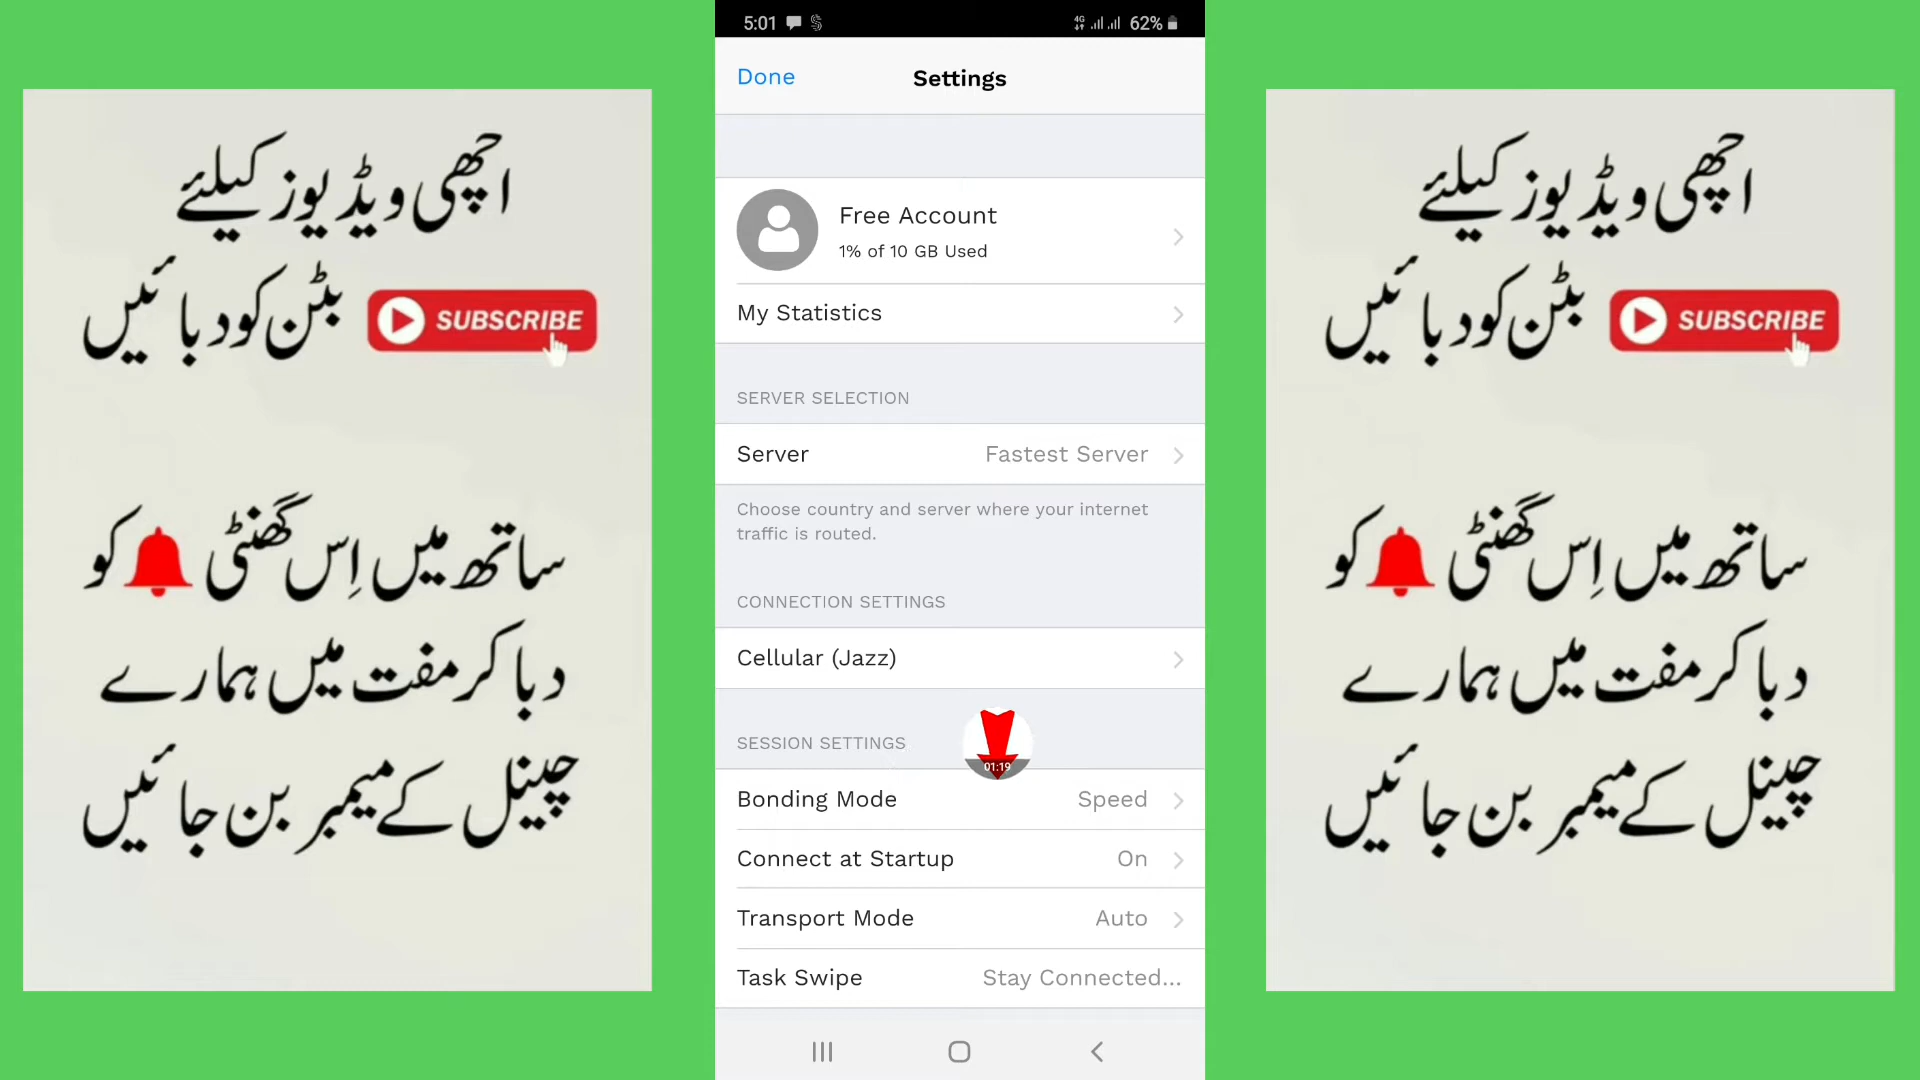 اچھی ویڈیوز کیلئے
SUBSCRIBE بٹن کو دبائیں
ساتھ میں اِس گھنٹی کو
دبا کر مفت میں ہمارے
چینل کے میمبر بن جائیں
5:01 4G 62%
Done Settings
Free Account
1% of 10 GB Used
My Statistics
SERVER SELECTION
Server Fastest Server
Choose country and server where your internet
traffic is routed.
CONNECTION SETTINGS
Cellular (Jazz)
SESSION SETTINGS
01:19
Bonding Mode Speed
Connect at Startup On
Transport Mode Auto
Task Swipe Stay Connected...
اچھی ویڈیوز کیلئے
SUBSCRIBE بٹن کو دبائیں
ساتھ میں اِس گھنٹی کو
دبا کر مفت میں ہمارے
چینل کے میمبر بن جائیں